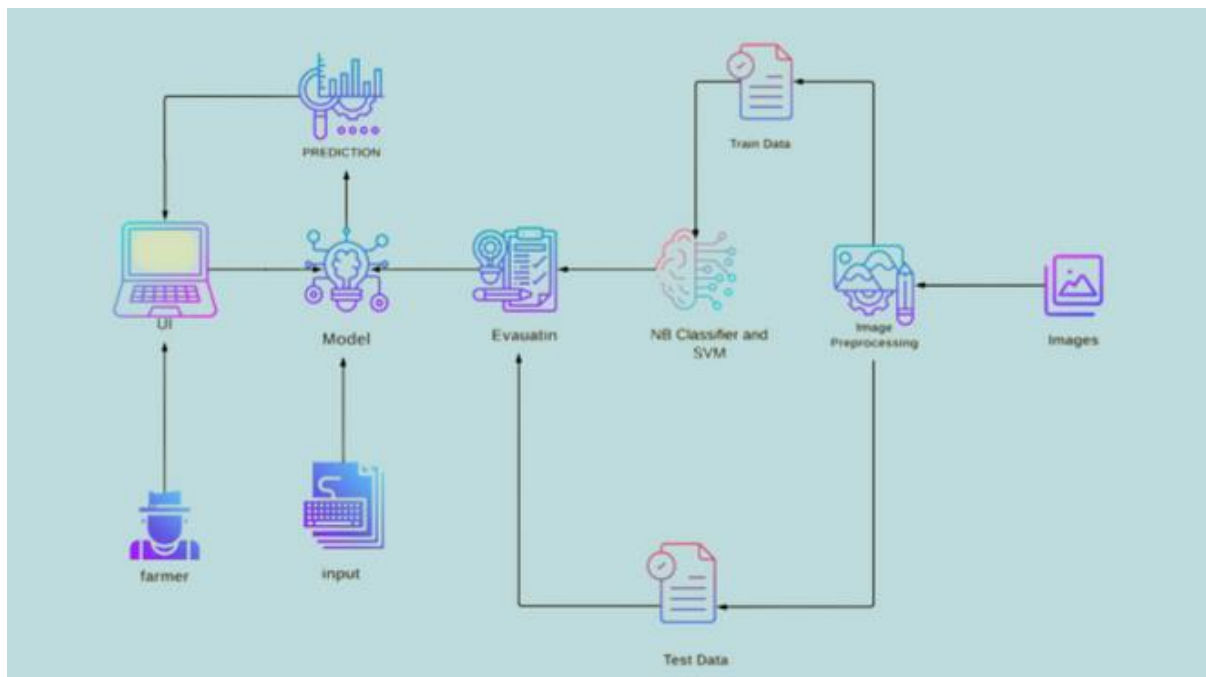 PREDICTION
Train Data
UI
Model
Evauatin
NB Classifier and
SVM
Image
Preprocessing
Images
farmer
input
Test Data